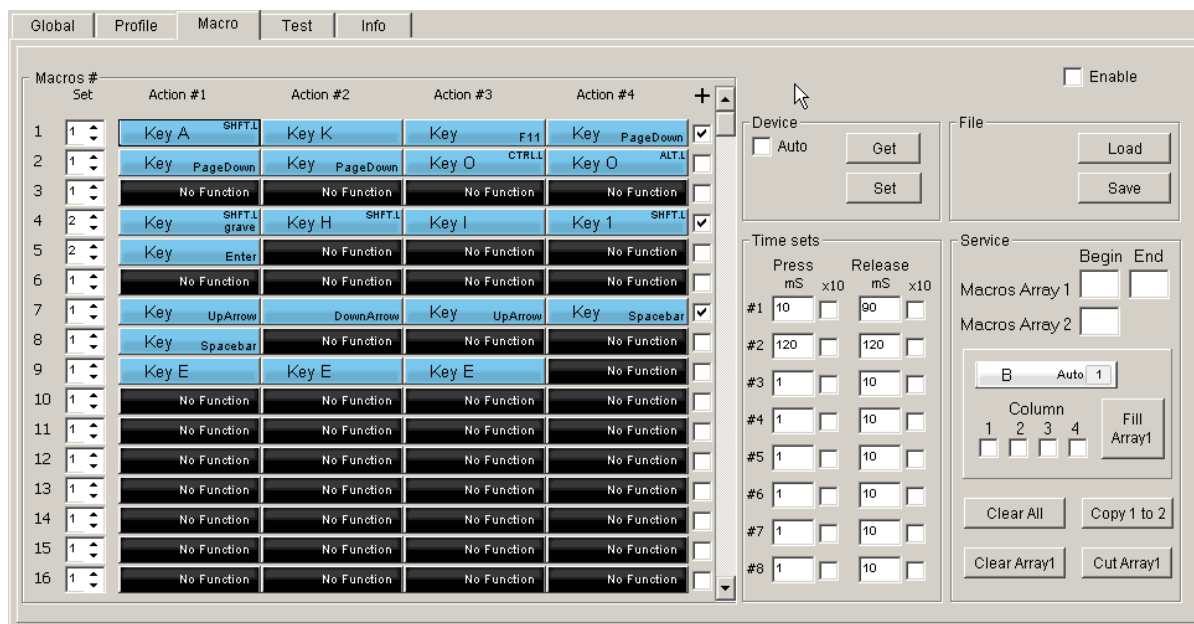 Global Profile Macro Test Info
Macros #
Set Action #1 Action #2 Action #3 Action #4 +
1 1 Key A SHFT.L Key K Key F11 Key PageDown
2 1 Key PageDown Key PageDown Key O CTRL.L Key O ALT.L
3 1 No Function No Function No Function No Function
4 2 Key SHFT.L grave Key H SHFT.L Key I Key 1 SHFT.L
5 2 Key Enter No Function No Function No Function
6 1 No Function No Function No Function No Function
7 1 Key UpArrow DownArrow Key UpArrow Key Spacebar
8 1 Key Spacebar No Function No Function No Function
9 1 Key E Key E Key E No Function
10 1 No Function No Function No Function No Function
11 1 No Function No Function No Function No Function
12 1 No Function No Function No Function No Function
13 1 No Function No Function No Function No Function
14 1 No Function No Function No Function No Function
15 1 No Function No Function No Function No Function
16 1 No Function No Function No Function No Function
Enable
Device
Auto Get
Set
File
Load
Save
Time sets
Press Release
mS x10 mS x10
#1 10 90
#2 120 120
#3 1 10
#4 1 10
#5 1 10
#6 1 10
#7 1 10
#8 1 10
Service
Begin End
Macros Array 1
Macros Array 2
B Auto 1
Column
1 2 3 4
Fill
Array1
Clear All Copy 1 to 2
Clear Array1 Cut Array1